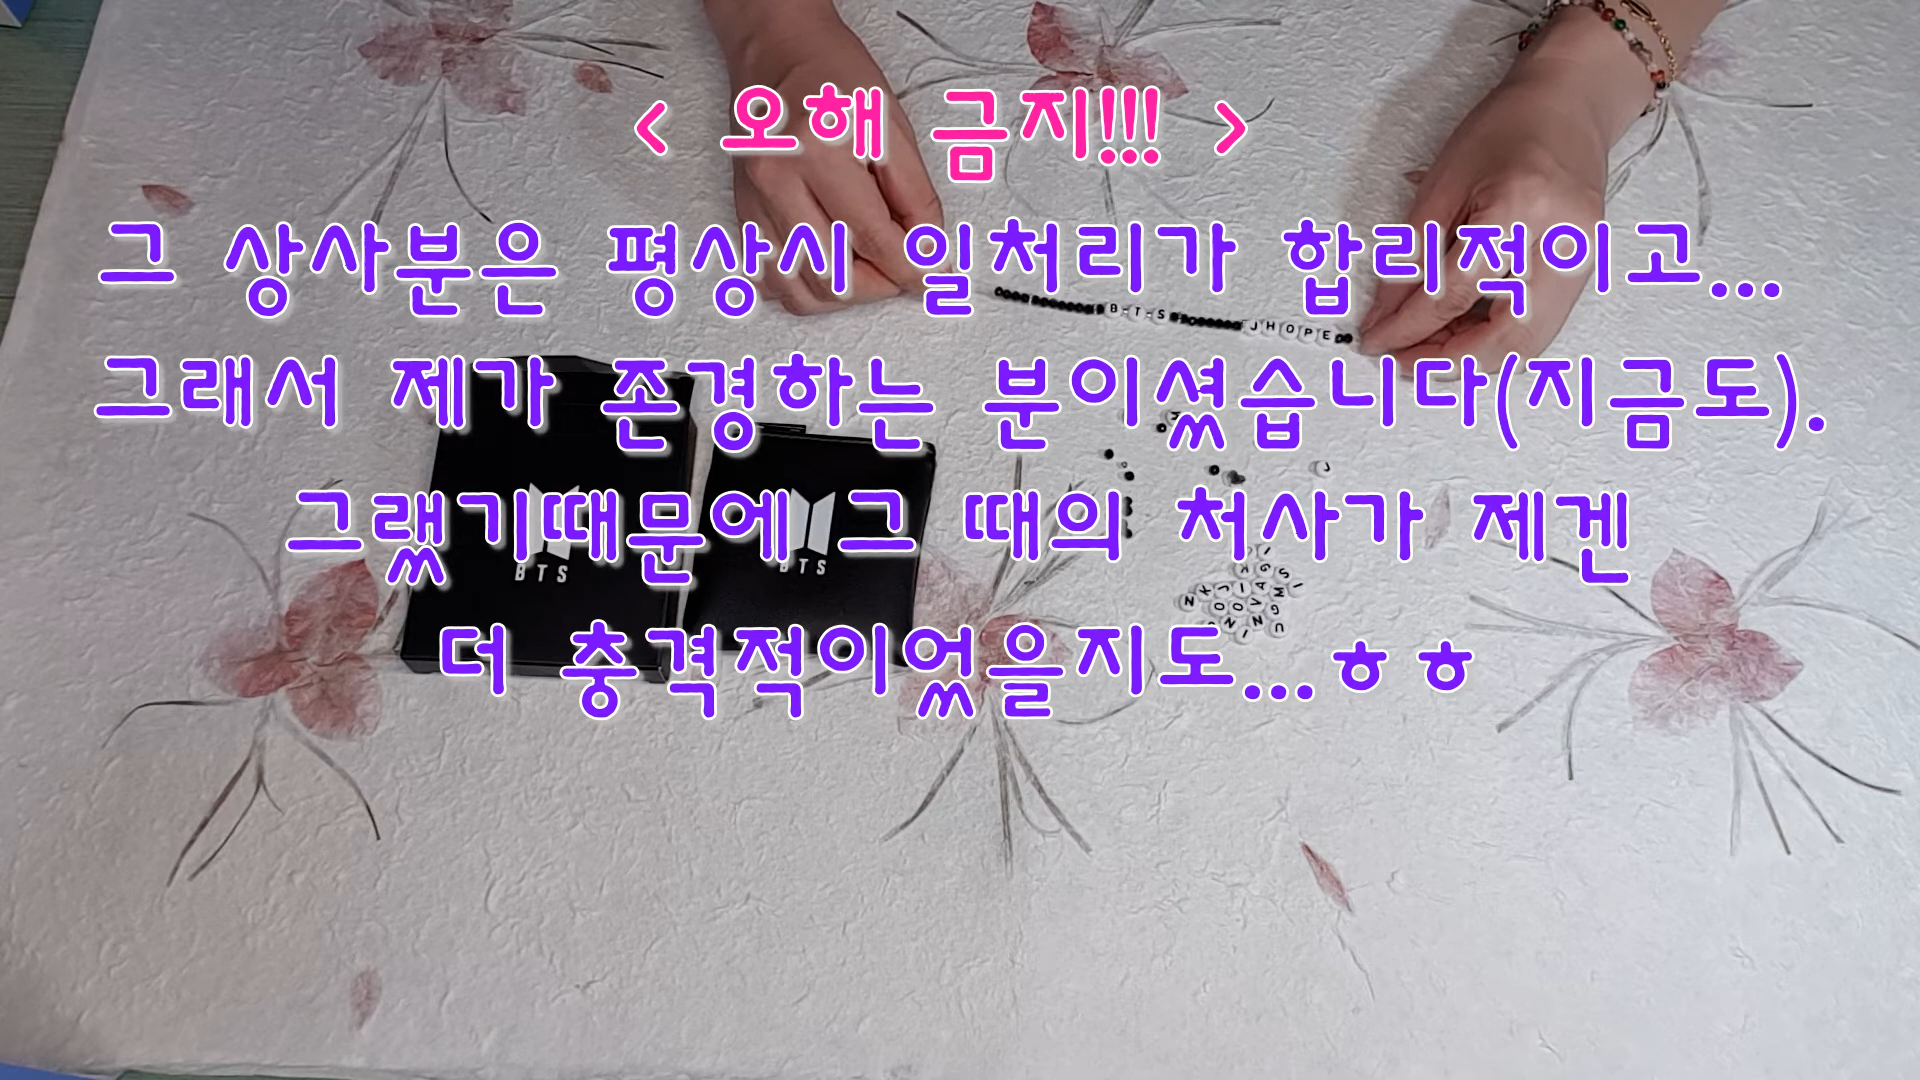 < 오해 금지!!! >
그 상사분은 평상시 일처리가 합리적이고...
B-T-S JHOPE
그래서 제가 존경하는 분이셨습니다(지금도).
그랬기때문에 그 때의 처사가 제겐
BTS
BTS
더 충격적이었을지도...ㅎㅎ